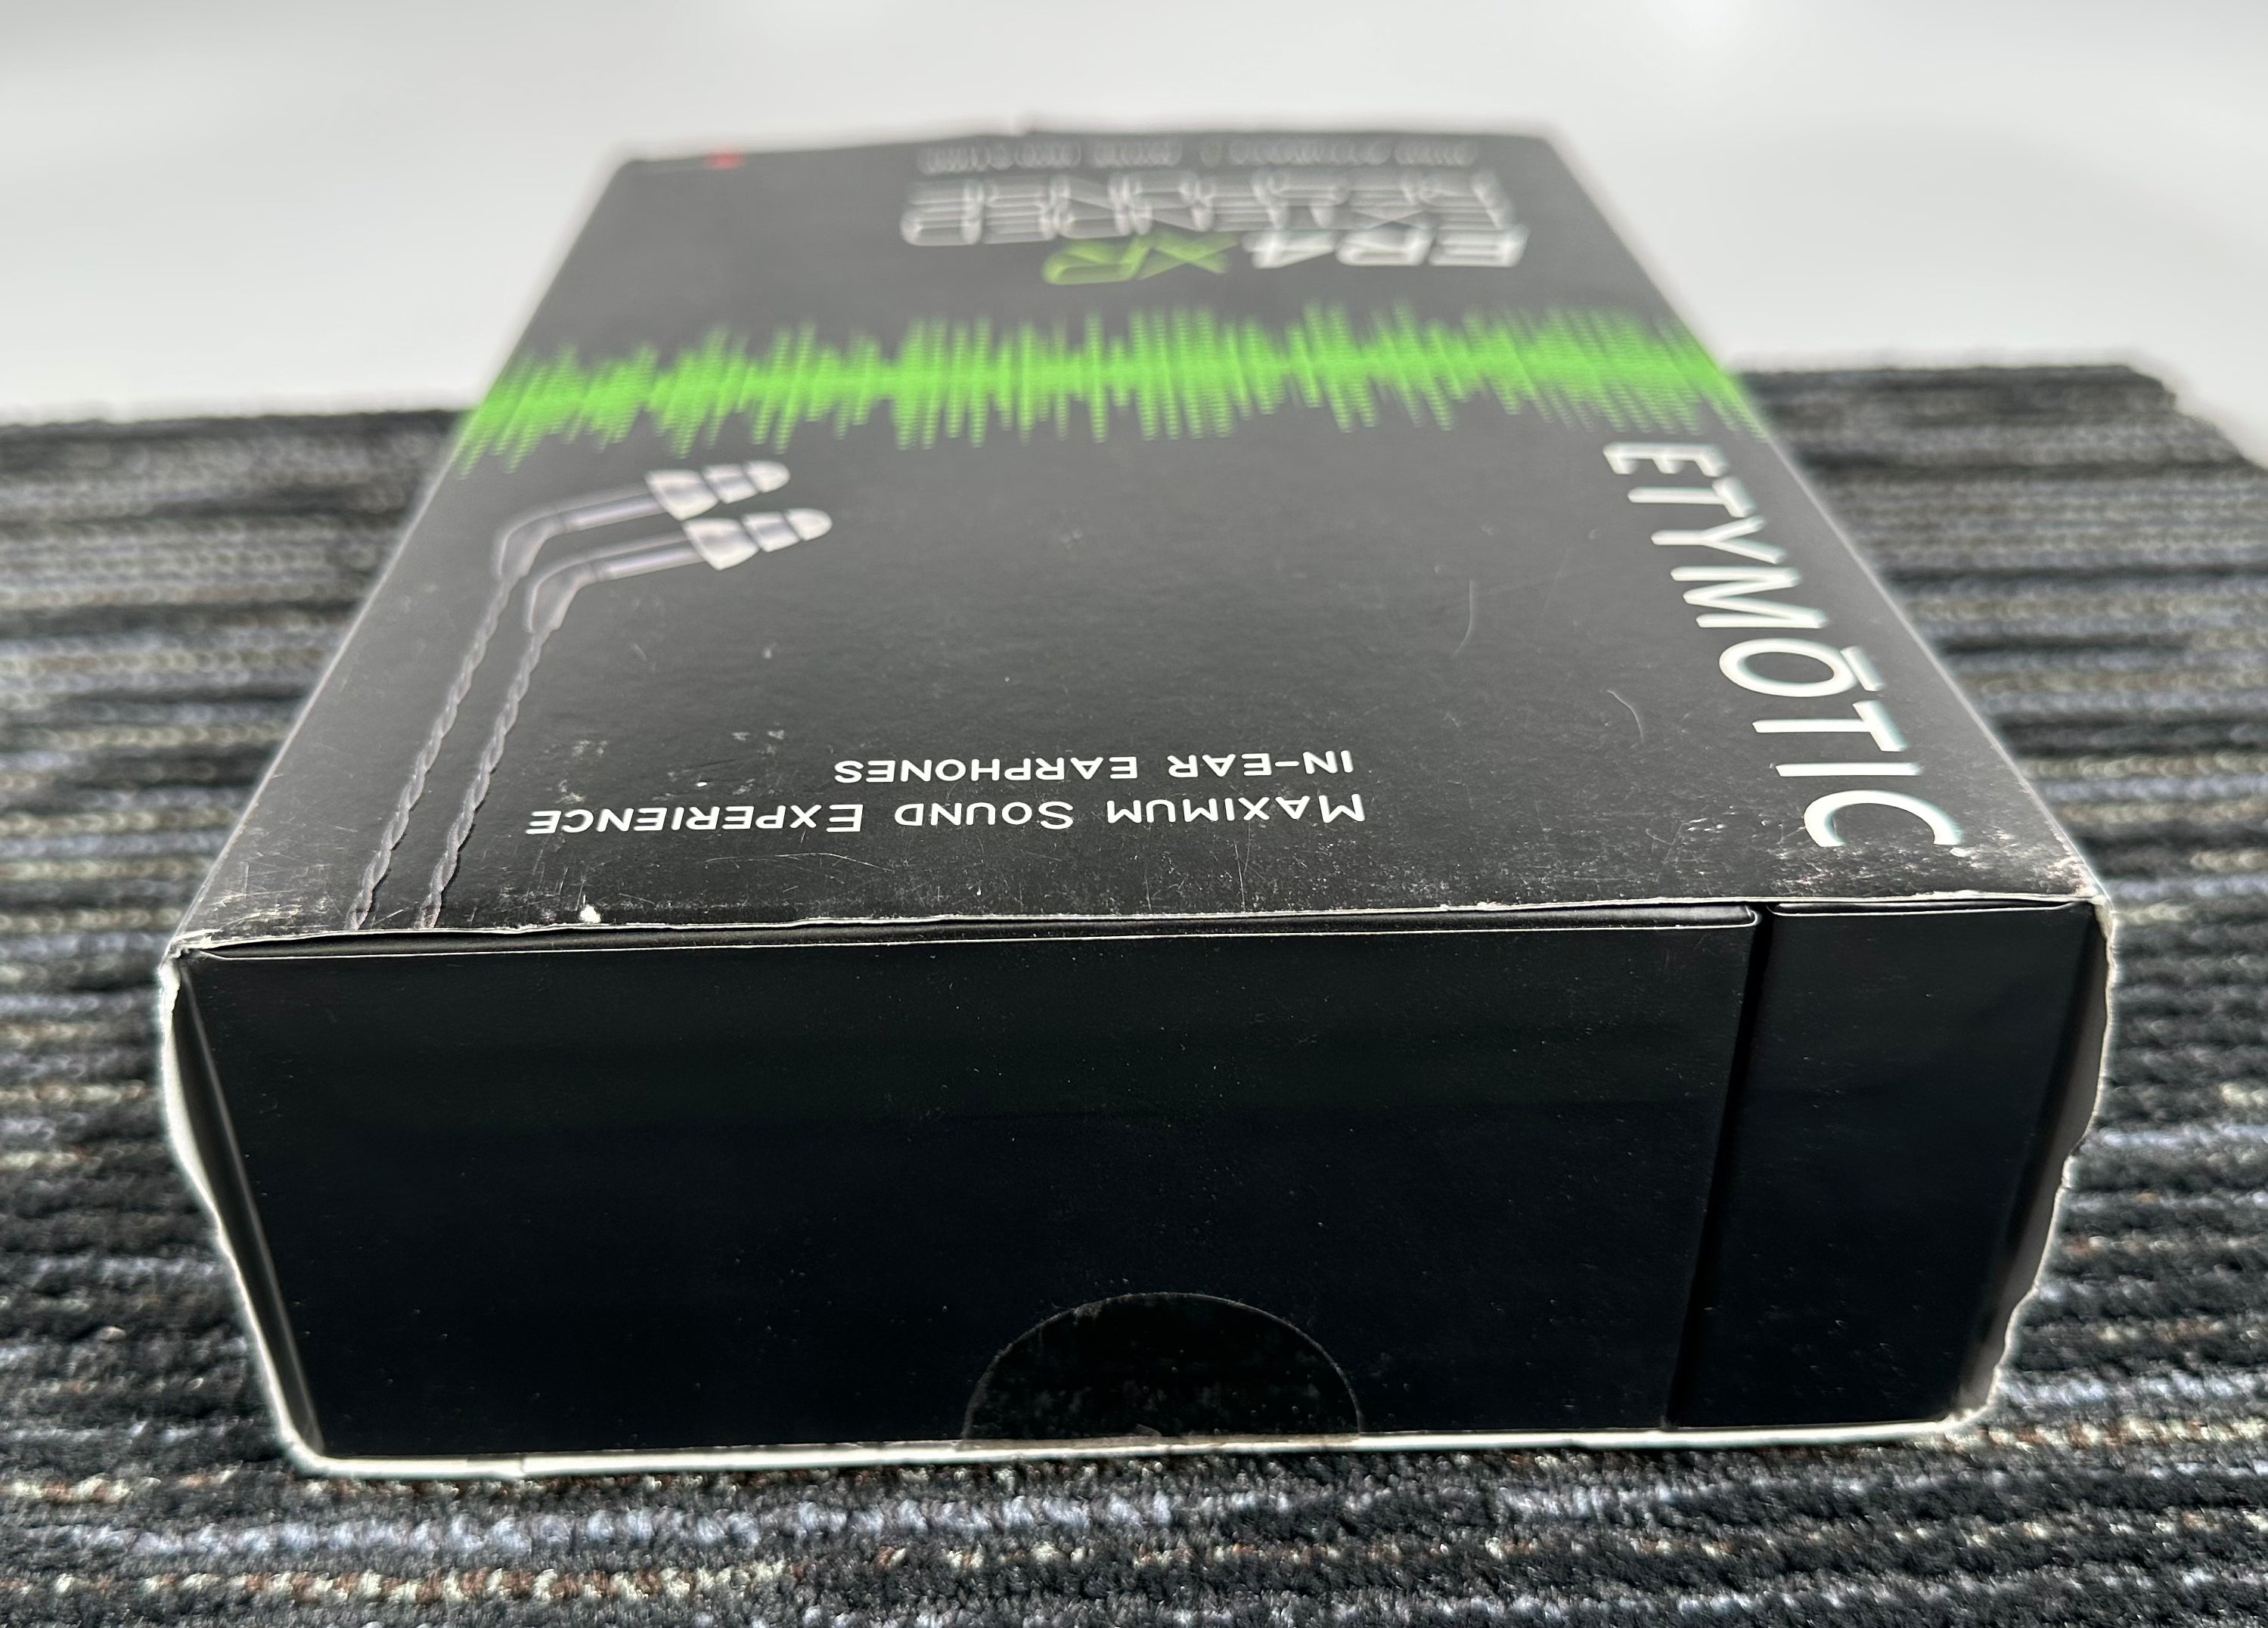 ETYMŌTIC
MAXIMUM SOUND EXPERIENCE
IN-EAR EARPHONES
ER4XR
EXTENDED
RESPONSE